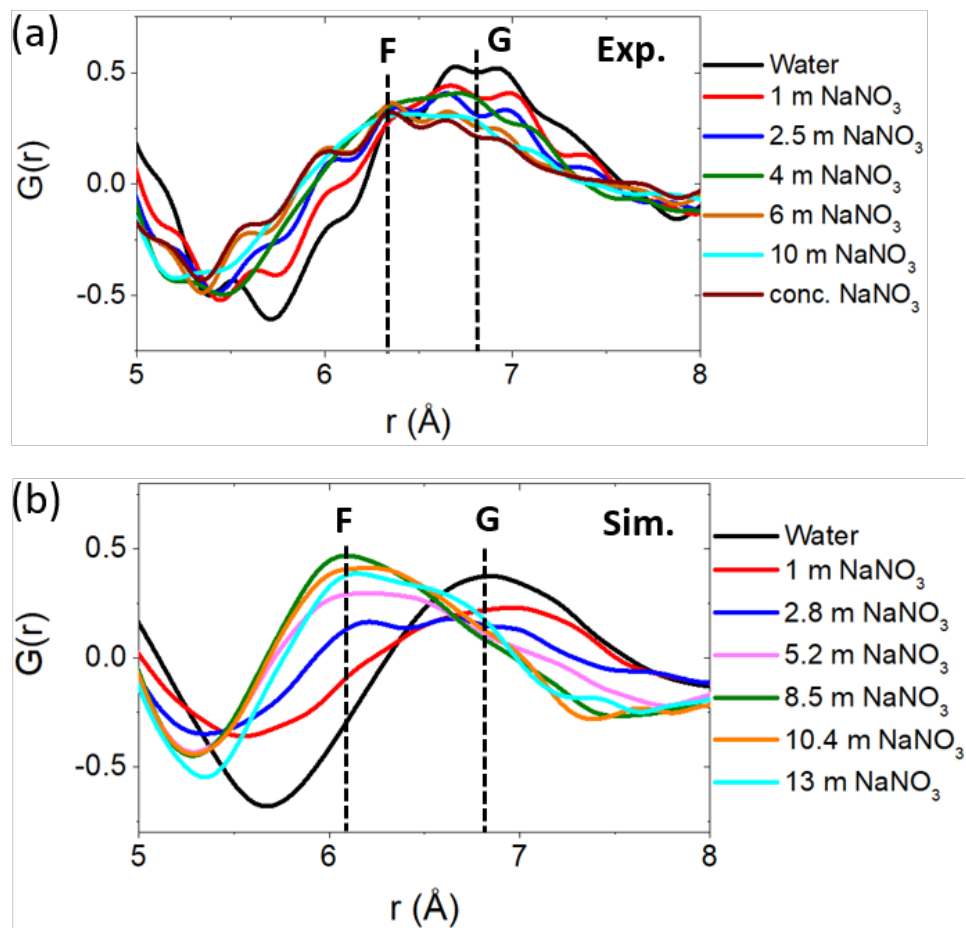 (a)
F
G
Exp.
0.5
0.0
-0.5
G(r)
5
6
7
8
r (Å)
Water
1 m NaNO₃
2.5 m NaNO₃
4 m NaNO₃
6 m NaNO₃
10 m NaNO₃
conc. NaNO₃
(b)
F
G
Sim.
0.5
0.0
-0.5
G(r)
5
6
7
8
r (Å)
Water
1 m NaNO₃
2.8 m NaNO₃
5.2 m NaNO₃
8.5 m NaNO₃
10.4 m NaNO₃
13 m NaNO₃